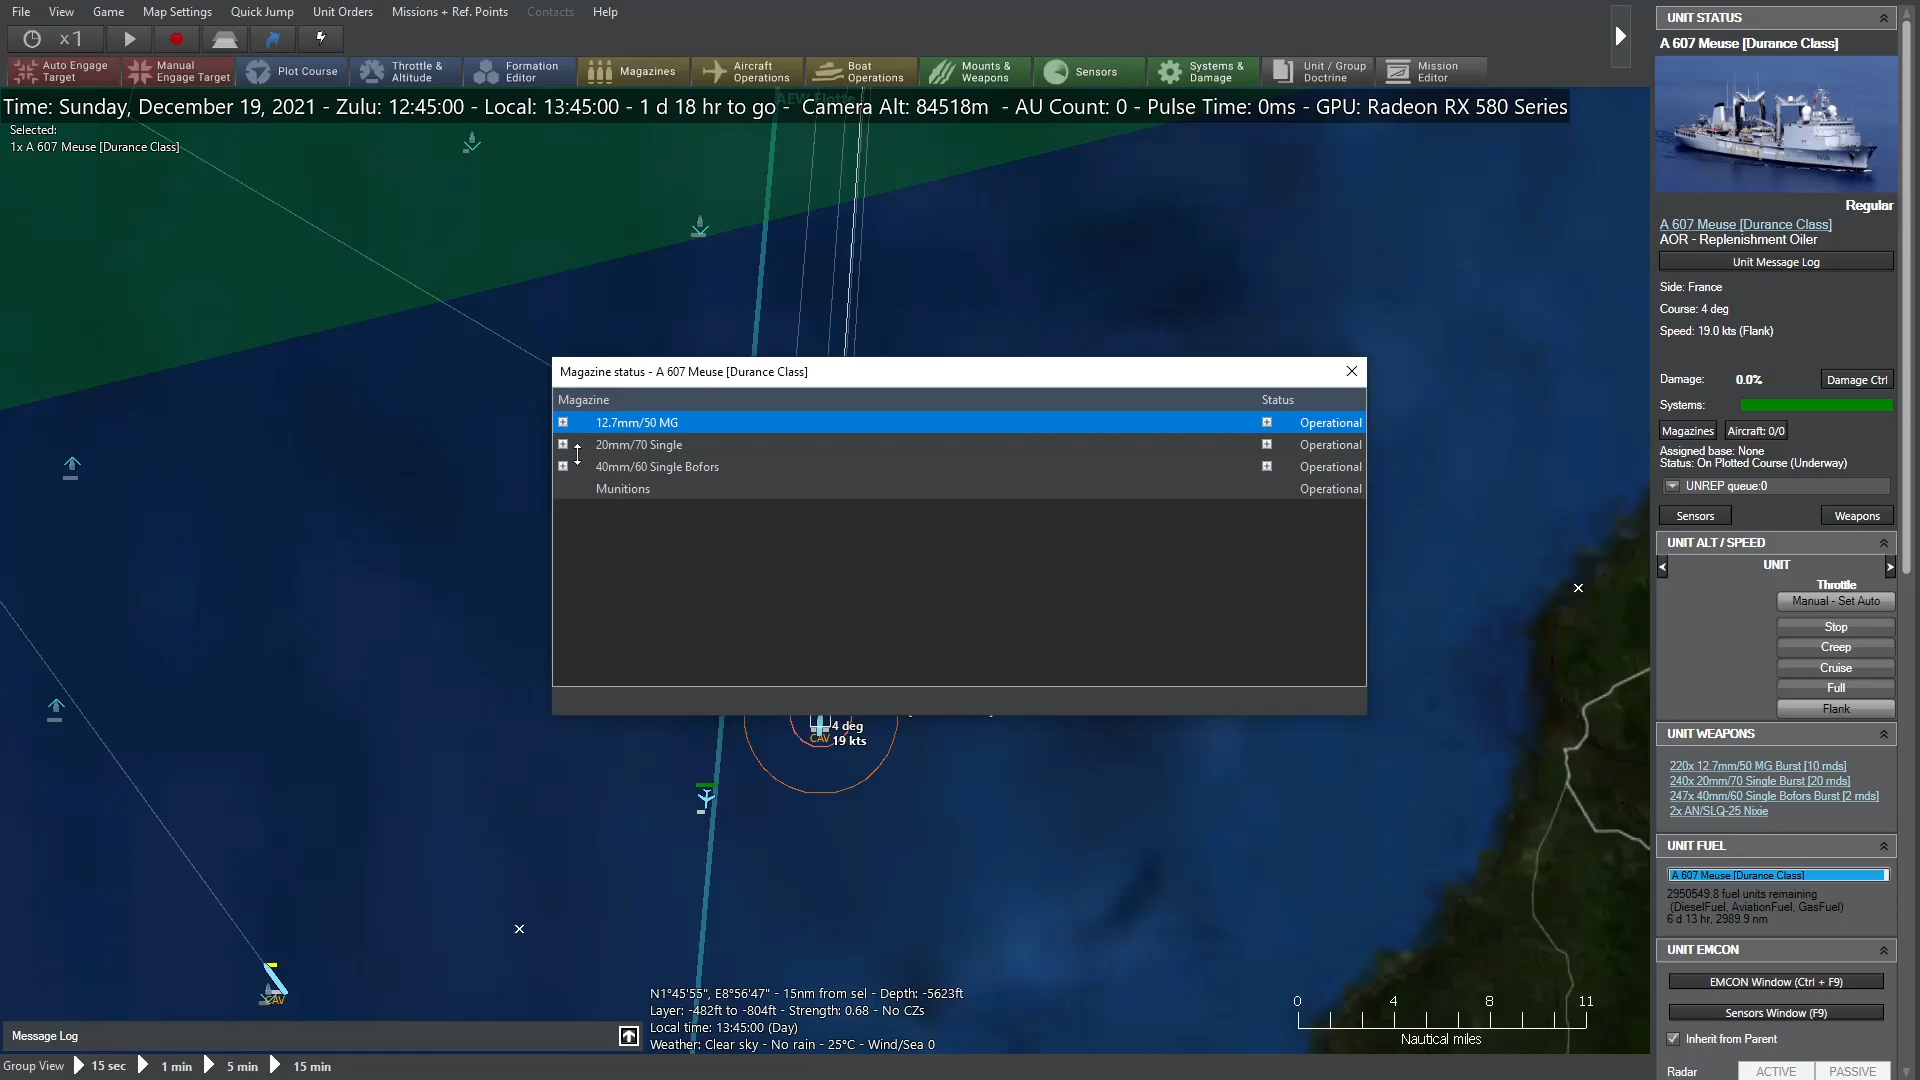 File View Game Map Settings Quick Jump Unit Orders Missions + Ref. Points Contacts Help
x1
Auto Engage Target
Manual Engage Target
Plot Course
Throttle & Altitude
Formation Editor
Magazines
Aircraft Operations
Boat Operations
Mounts & Weapons
Sensors
Systems & Damage
Unit / Group Doctrine
Mission Editor
Time: Sunday, December 19, 2021 - Zulu: 12:45:00 - Local: 13:45:00 - 1 d 18 hr to go - Camera Alt: 84518m - AU Count: 0 - Pulse Time: 0ms - GPU: Radeon RX 580 Series
Selected:
1x A 607 Meuse [Durance Class]
Magazine status - A 607 Meuse [Durance Class]
Magazine Status
12.7mm/50 MG Operational
20mm/70 Single Operational
40mm/60 Single Bofors Operational
Munitions Operational
4 deg
CAV 19 kts
CAV
N1°45'55", E8°56'47" - 15nm from sel - Depth: -5623ft
Layer: -482ft to -804ft - Strength: 0.68 - No CZs
Local time: 13:45:00 (Day)
Weather: Clear sky - No rain - 25°C - Wind/Sea 0
0 4 8 11
Nautical miles
Message Log
Group View 15 sec 1 min 5 min 15 min
UNIT STATUS
A 607 Meuse [Durance Class]
Regular
A 607 Meuse [Durance Class]
AOR - Replenishment Oiler
Unit Message Log
Side: France
Course: 4 deg
Speed: 19.0 kts (Flank)
Damage: 0.0% Damage Ctrl
Systems:
Magazines Aircraft: 0/0
Assigned base: None
Status: On Plotted Course (Underway)
UNREP queue:0
Sensors Weapons
UNIT ALT / SPEED
UNIT
Throttle
Manual - Set Auto
Stop
Creep
Cruise
Full
Flank
UNIT WEAPONS
220x 12.7mm/50 MG Burst [10 rnds]
240x 20mm/70 Single Burst [20 rnds]
247x 40mm/60 Single Bofors Burst [2 rnds]
2x AN/SLQ-25 Nixie
UNIT FUEL
A 607 Meuse [Durance Class]
2950549.8 fuel units remaining
(DieselFuel, AviationFuel, GasFuel)
6 d 13 hr, 2989.9 nm
UNIT EMCON
EMCON Window (Ctrl + F9)
Sensors Window (F9)
Inherit from Parent
Radar ACTIVE PASSIVE